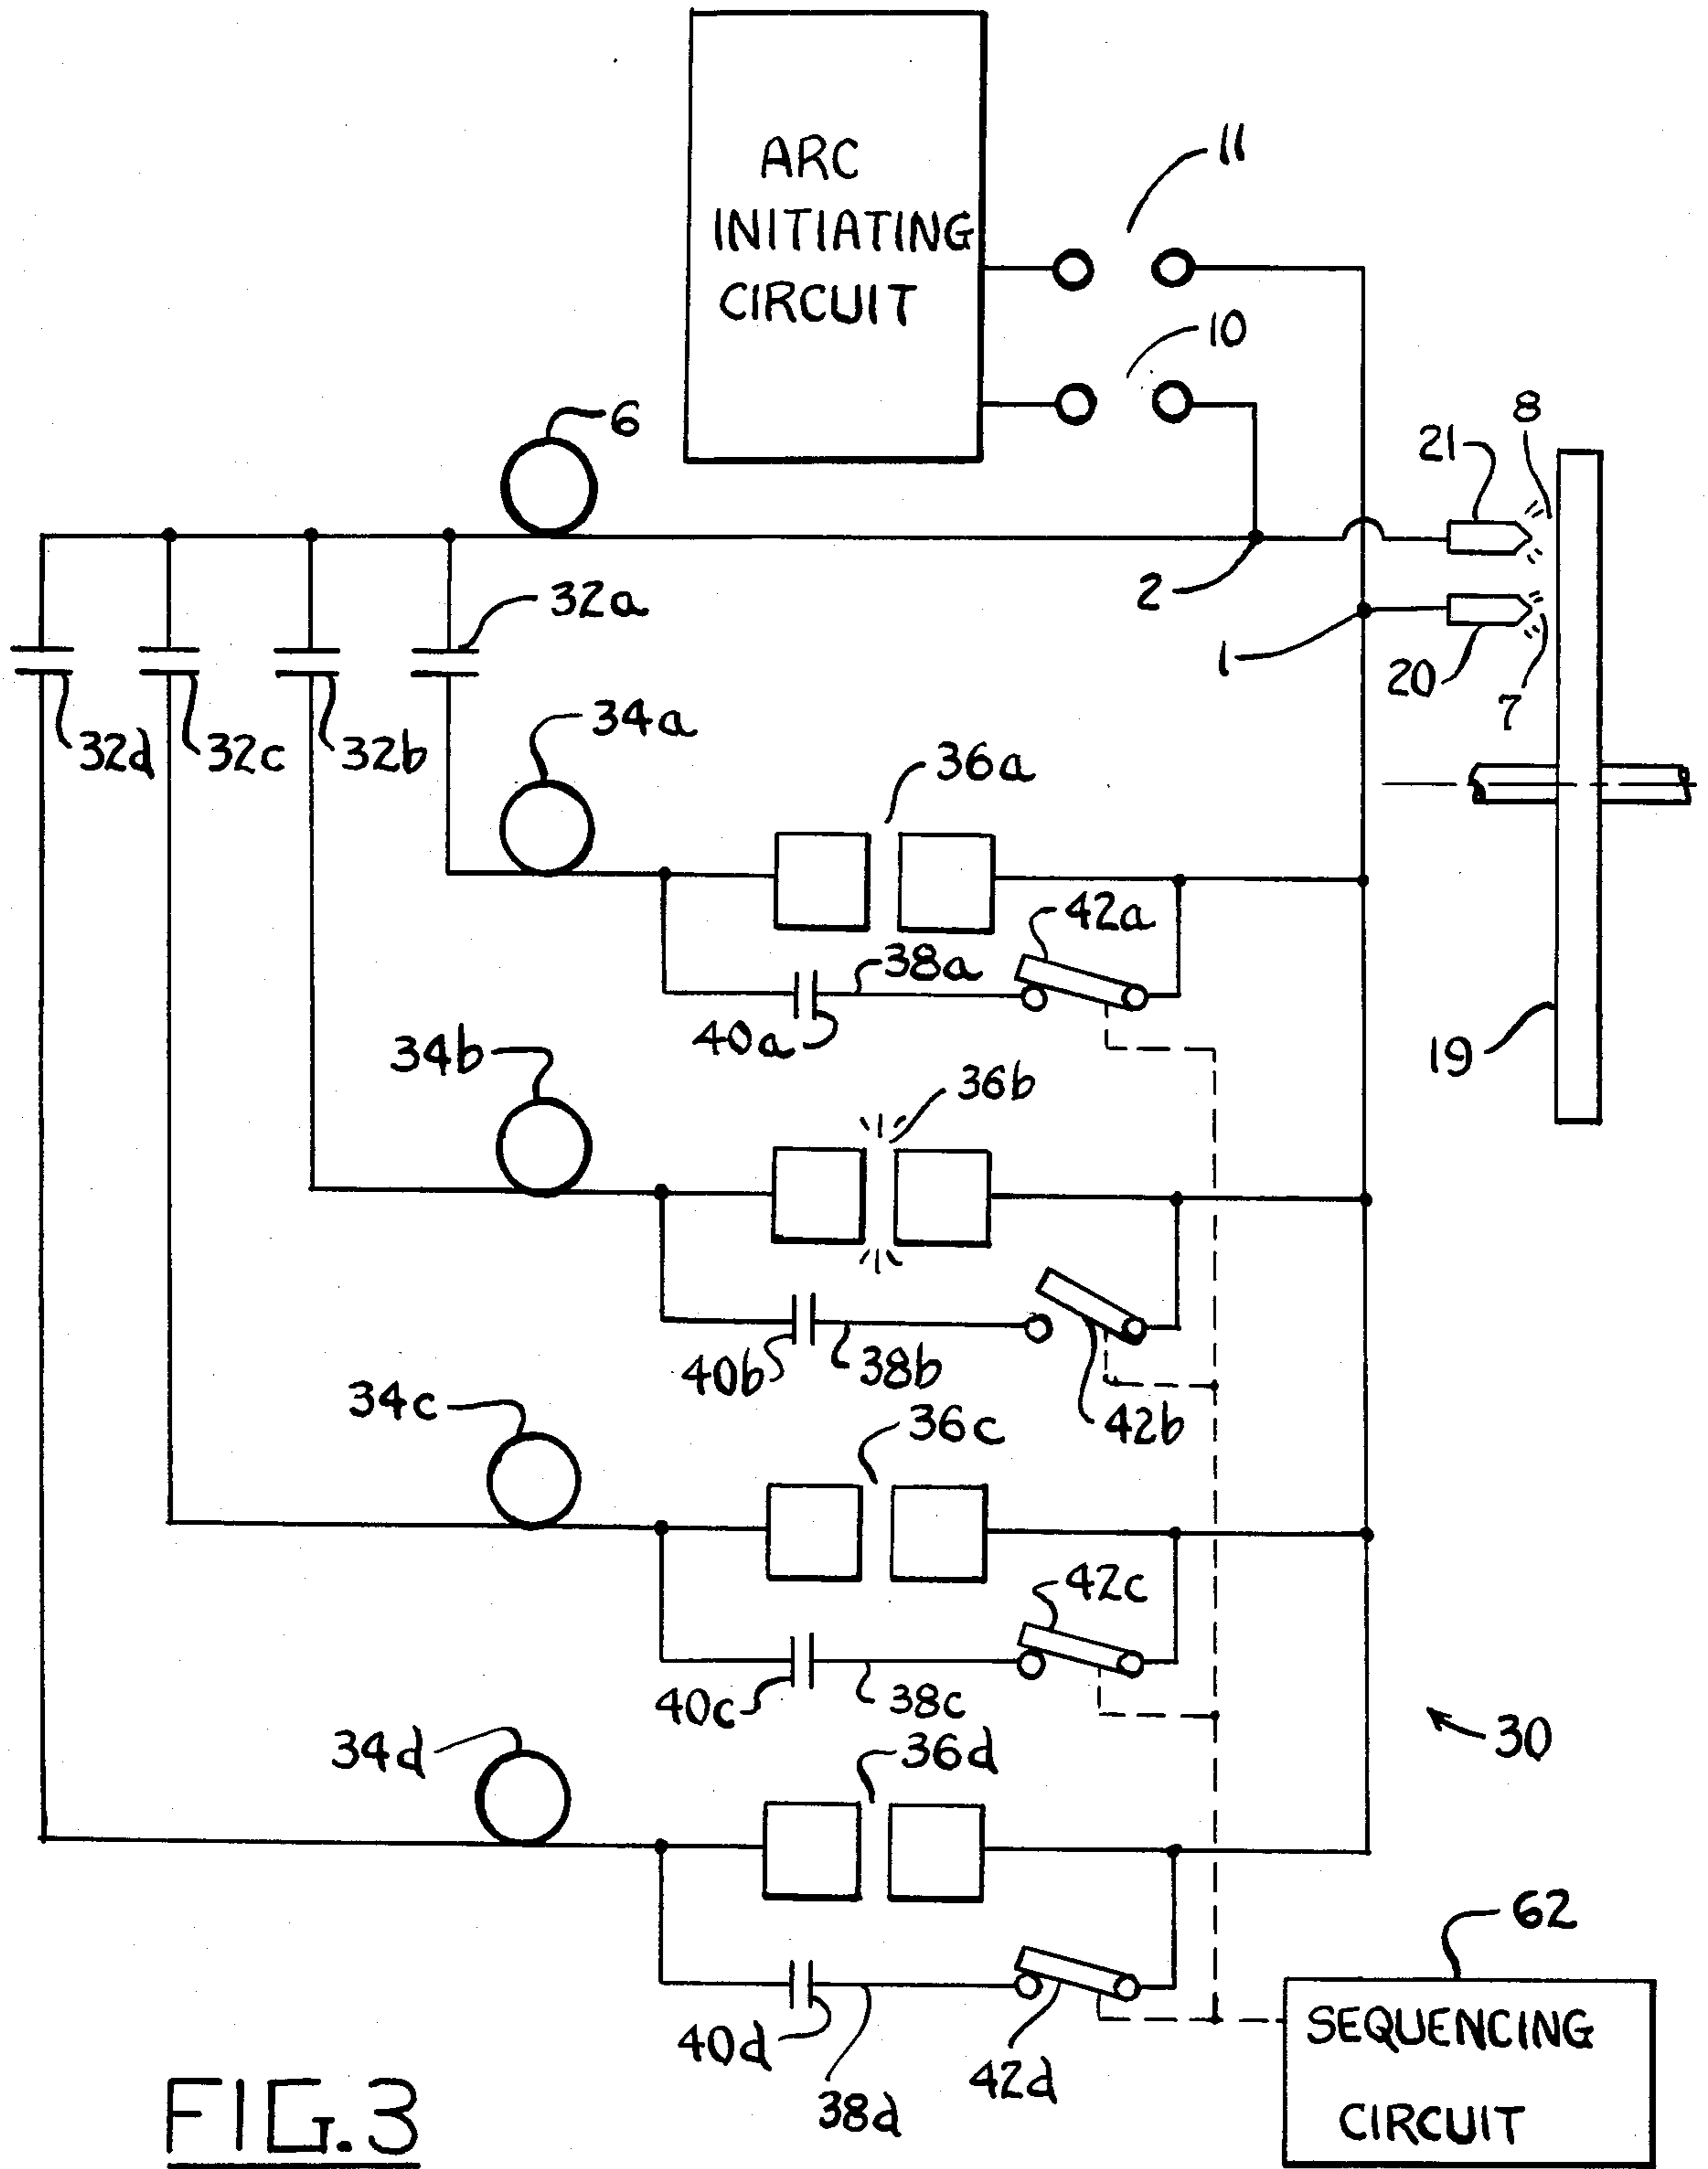 ARC
INITIATING
CIRCUIT
11
10
6
8
21
2
32a
1
20
7
32d
32c
32b
34a
36a
42a
38a
40a
19
34b
36b
40b
38b
42b
34c
36c
42c
40c
38c
30
34d
36d
62
40d
38d
42d
SEQUENCING
CIRCUIT
FIG.3